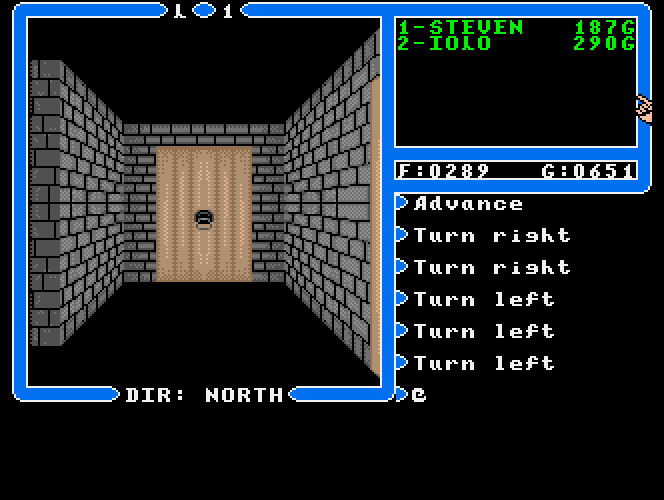 L 1
1-STEVEN 187G
2-IOLO 290G
F:0289 G:0651
Advance
Turn right
Turn right
Turn left
Turn left
Turn left
DIR: NORTH